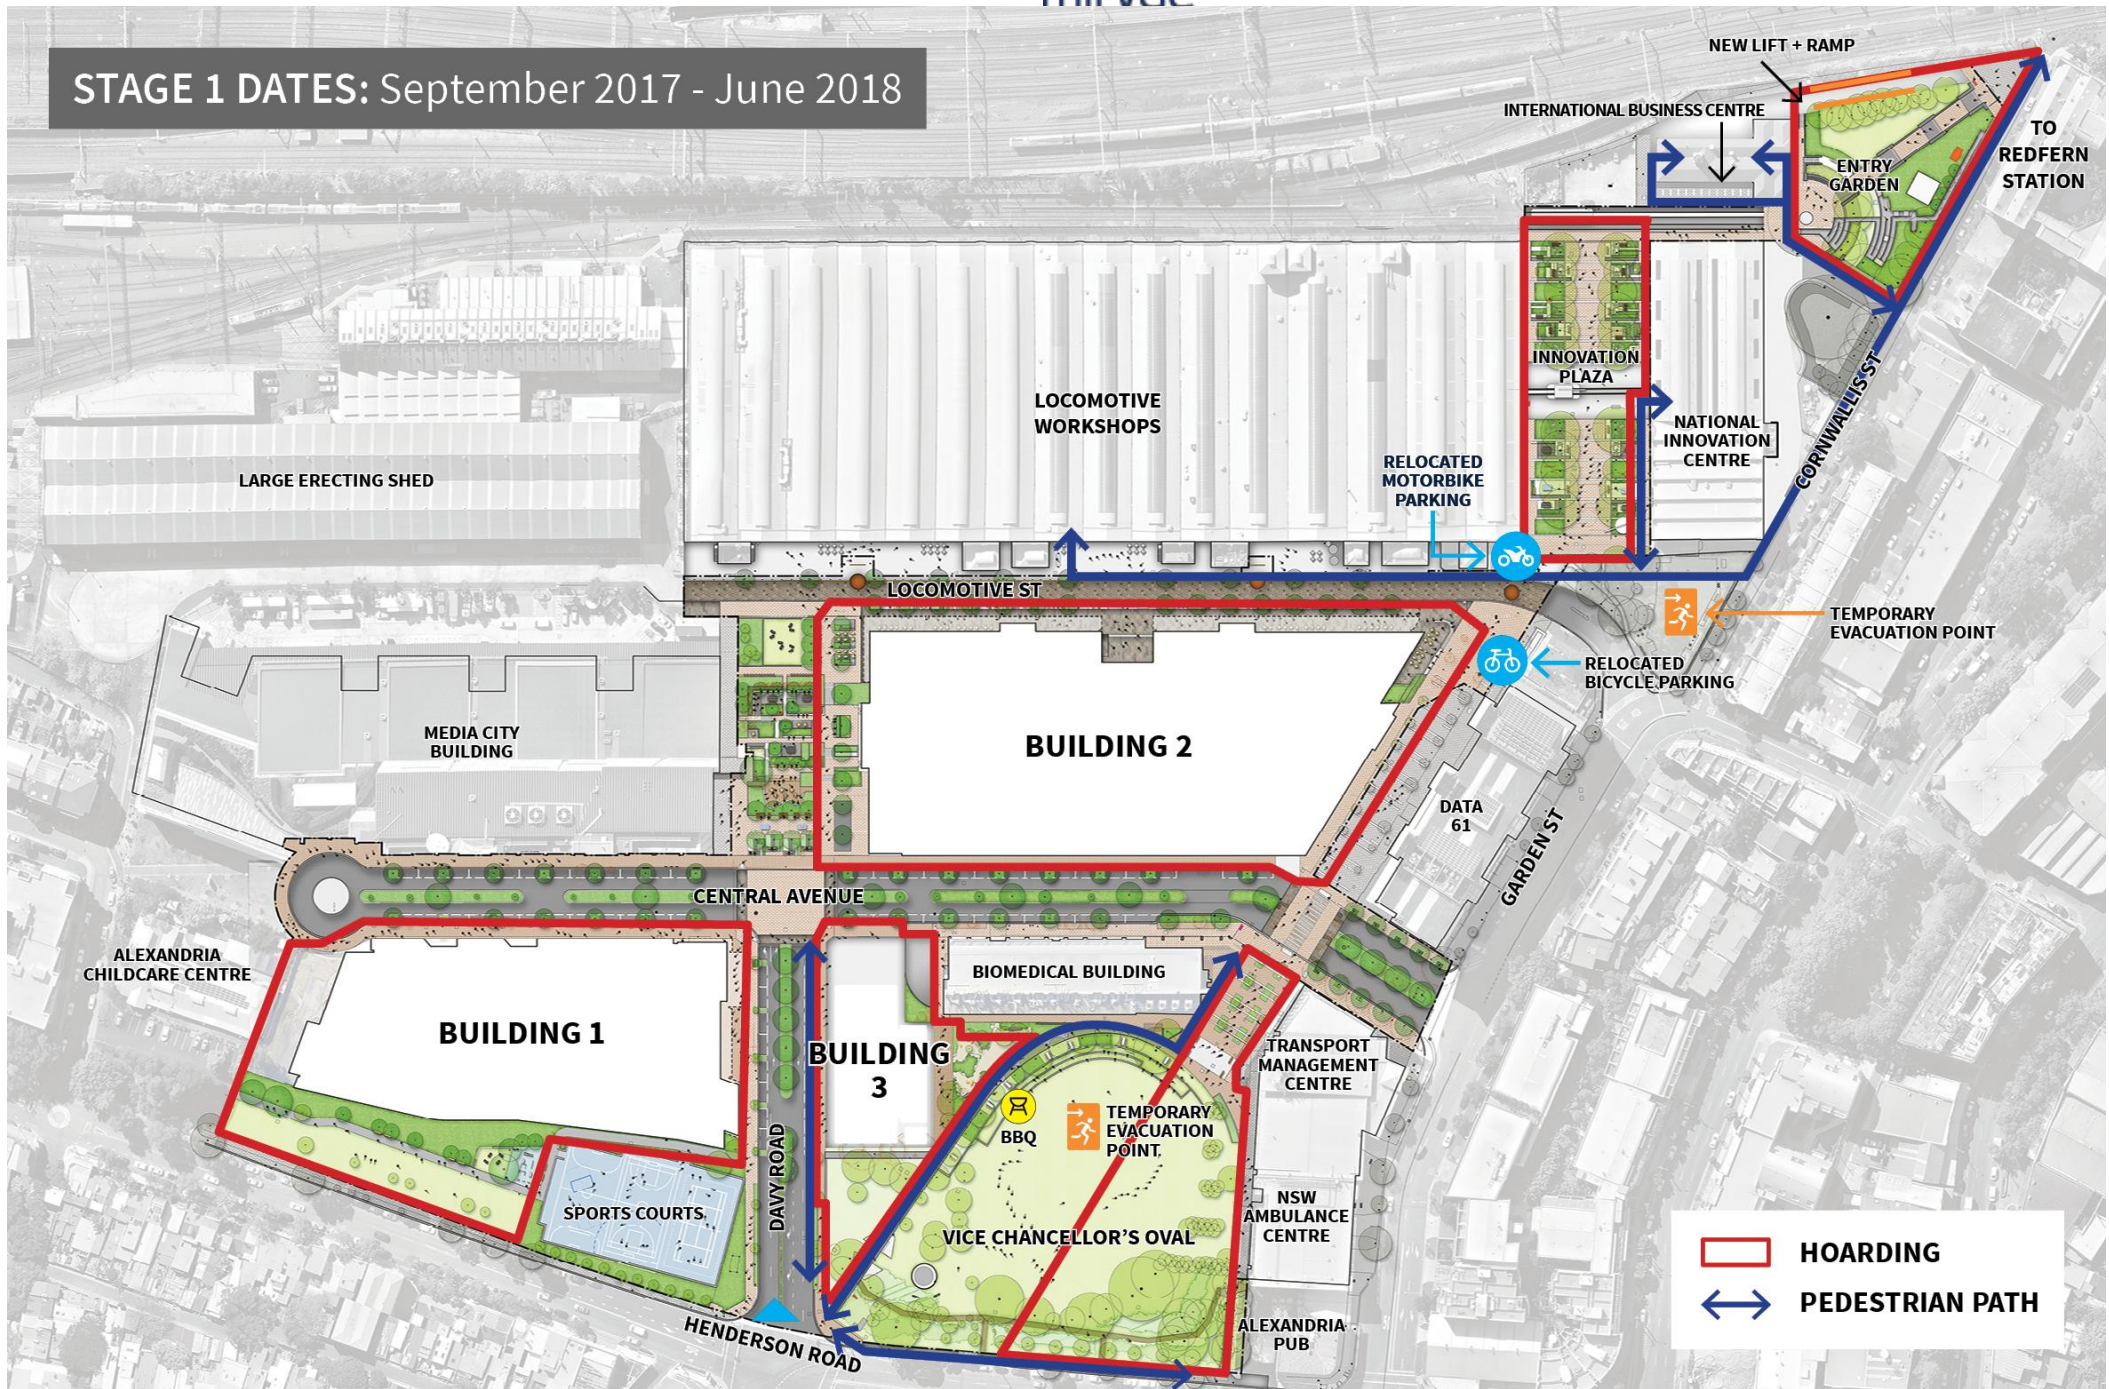 STAGE 1 DATES: September 2017 - June 2018
NEW LIFT + RAMP
INTERNATIONAL BUSINESS CENTRE
TO
REDFERN
STATION
ENTRY
GARDEN
INNOVATION
PLAZA
LOCOMOTIVE
WORKSHOPS
NATIONAL
INNOVATION
CENTRE
CORNWALLIS ST
RELOCATED
MOTORBIKE
PARKING
LARGE ERECTING SHED
LOCOMOTIVE ST
TEMPORARY
EVACUATION POINT
RELOCATED
BICYCLE PARKING
MEDIA CITY
BUILDING
BUILDING 2
DATA
61
GARDEN ST
CENTRAL AVENUE
ALEXANDRIA
CHILDCARE CENTRE
BIOMEDICAL BUILDING
BUILDING 1
BUILDING
3
TRANSPORT
MANAGEMENT
CENTRE
BBQ
TEMPORARY
EVACUATION
POINT
DAVY ROAD
SPORTS COURTS
VICE CHANCELLOR'S OVAL
NSW
AMBULANCE
CENTRE
HENDERSON ROAD
ALEXANDRIA
PUB
HOARDING
PEDESTRIAN PATH